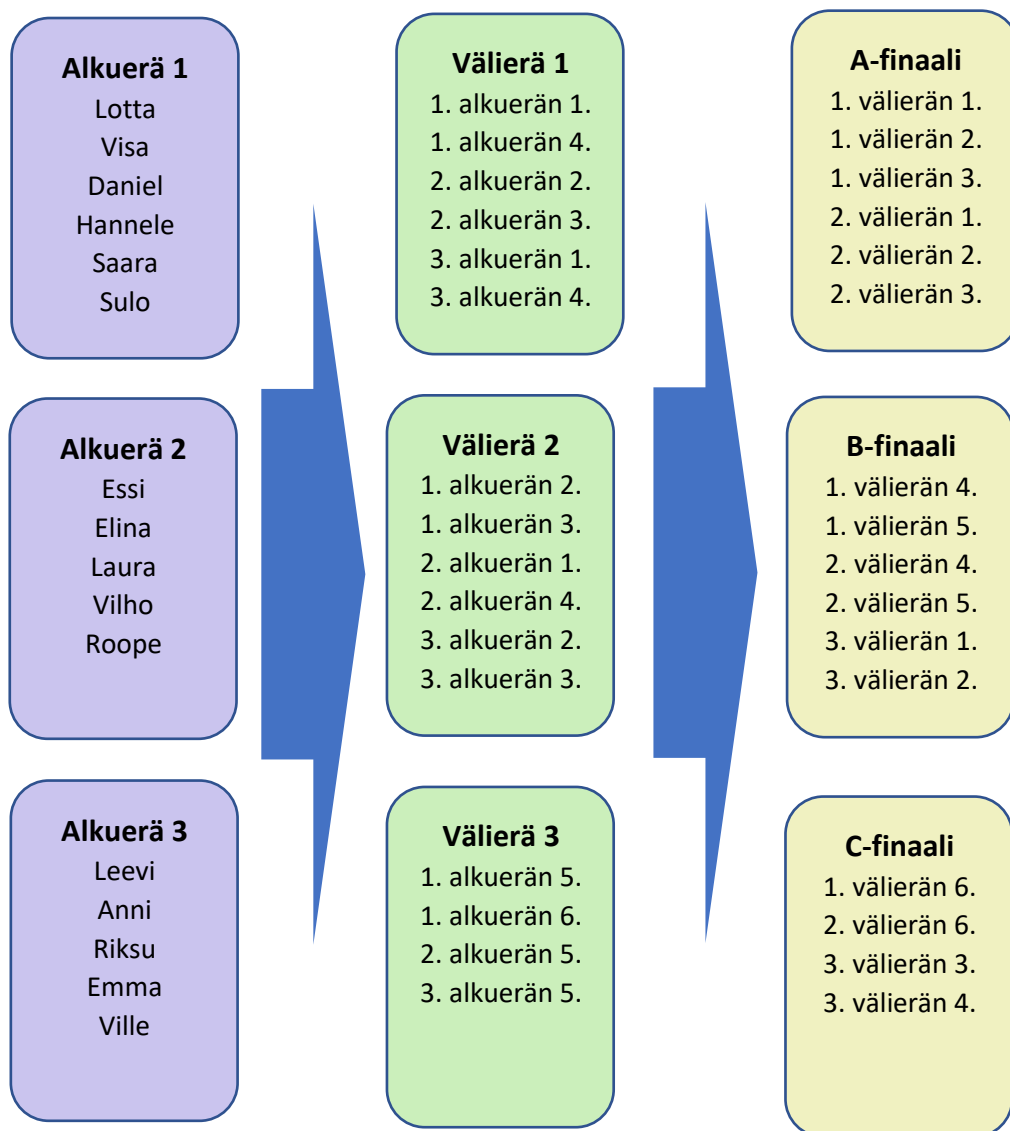 Alkuerä 1
Lotta
Visa
Daniel
Hannele
Saara
Sulo
Alkuerä 2
Essi
Elina
Laura
Vilho
Roope
Alkuerä 3
Leevi
Anni
Riksu
Emma
Ville
Välierä 1
1. alkuerän 1.
1. alkuerän 4.
2. alkuerän 2.
2. alkuerän 3.
3. alkuerän 1.
3. alkuerän 4.
Välierä 2
1. alkuerän 2.
1. alkuerän 3.
2. alkuerän 1.
2. alkuerän 4.
3. alkuerän 2.
3. alkuerän 3.
Välierä 3
1. alkuerän 5.
1. alkuerän 6.
2. alkuerän 5.
3. alkuerän 5.
A-finaali
1. välierän 1.
1. välierän 2.
1. välierän 3.
2. välierän 1.
2. välierän 2.
2. välierän 3.
B-finaali
1. välierän 4.
1. välierän 5.
2. välierän 4.
2. välierän 5.
3. välierän 1.
3. välierän 2.
C-finaali
1. välierän 6.
2. välierän 6.
3. välierän 3.
3. välierän 4.